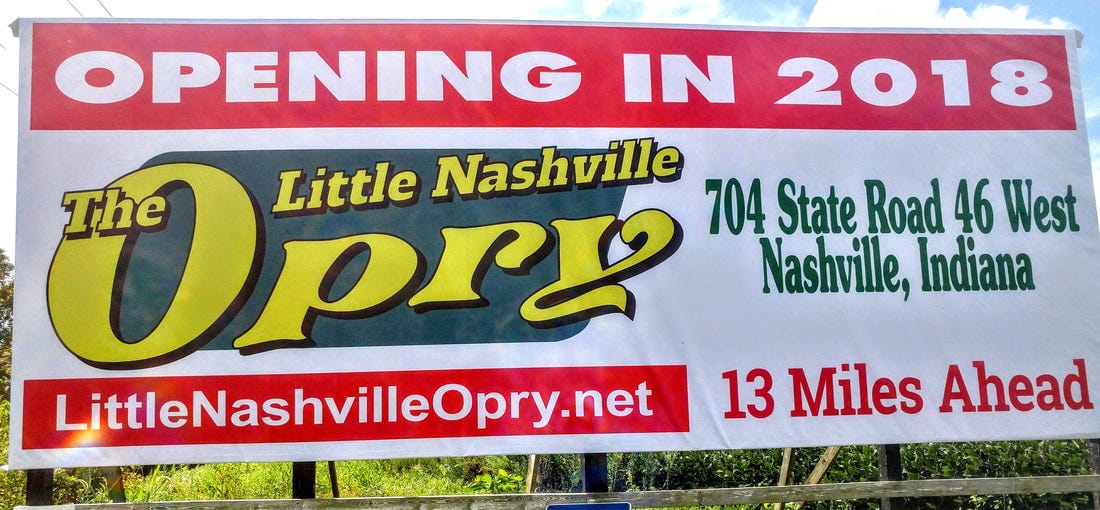 OPENING IN 2018
The Little Nashville
Opry
704 State Road 46 West
Nashville, Indiana
LittleNashvilleOpry.net
13 Miles Ahead